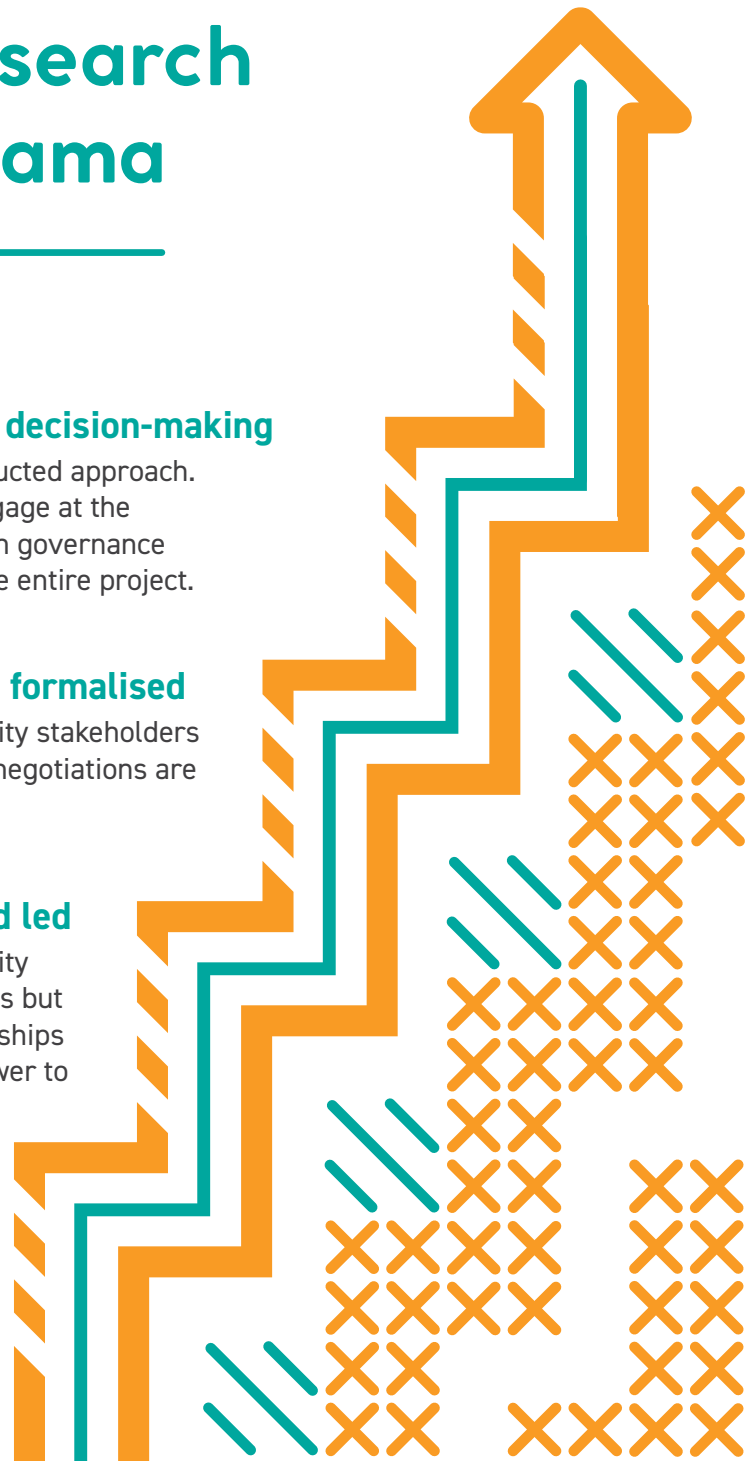 search
ama
decision-making
ucted approach.
gage at the
n governance
e entire project.
formalised
ity stakeholders
negotiations are
d led
ity
s but
ships
wer to